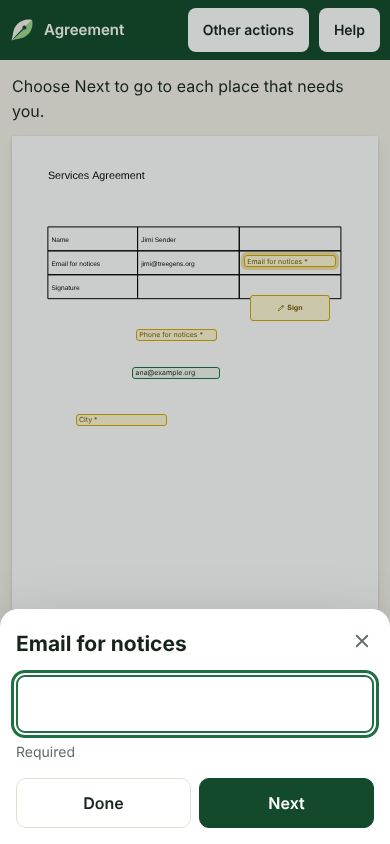 Agreement
Other actions
Help
Choose Next to go to each place that needs
you.
Services Agreement
Name
Jimi Sender
Email for notices
jimi@treegens.org
Email for notices *
Signature
Sign
Phone for notices *
ana@example.org
City *
Email for notices
Required
Done
Next